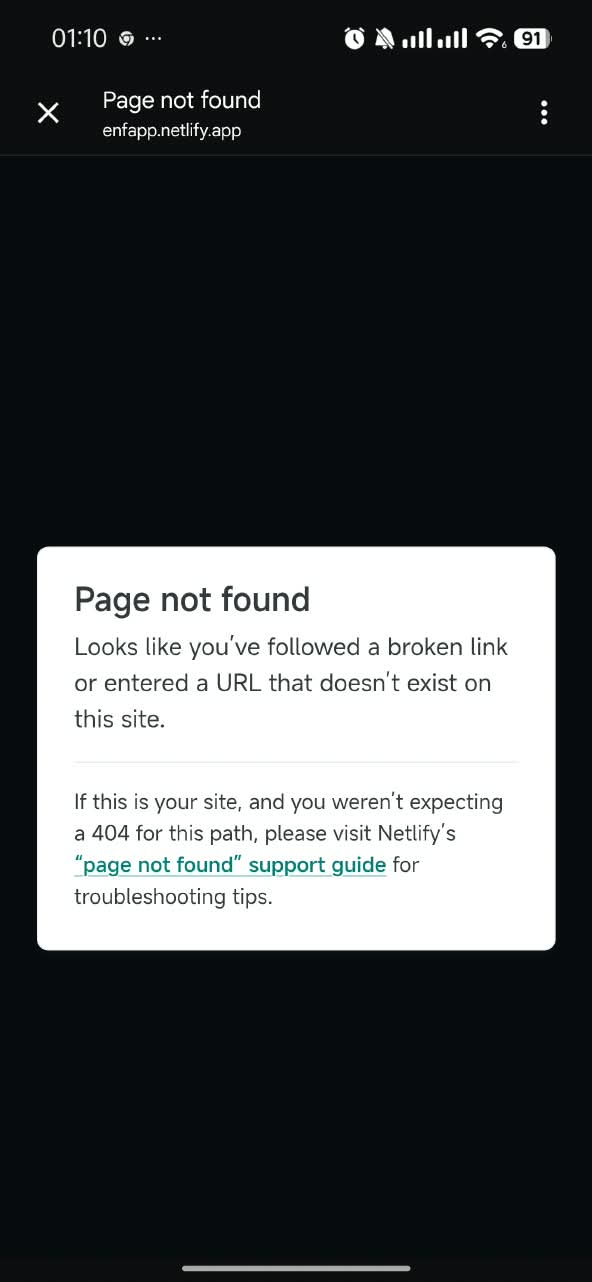 01:10
91
Page not found
enfapp.netlify.app
Page not found
Looks like you've followed a broken link
or entered a URL that doesn't exist on
this site.
If this is your site, and you weren't expecting
a 404 for this path, please visit Netlify's
“page not found” support guide for
troubleshooting tips.